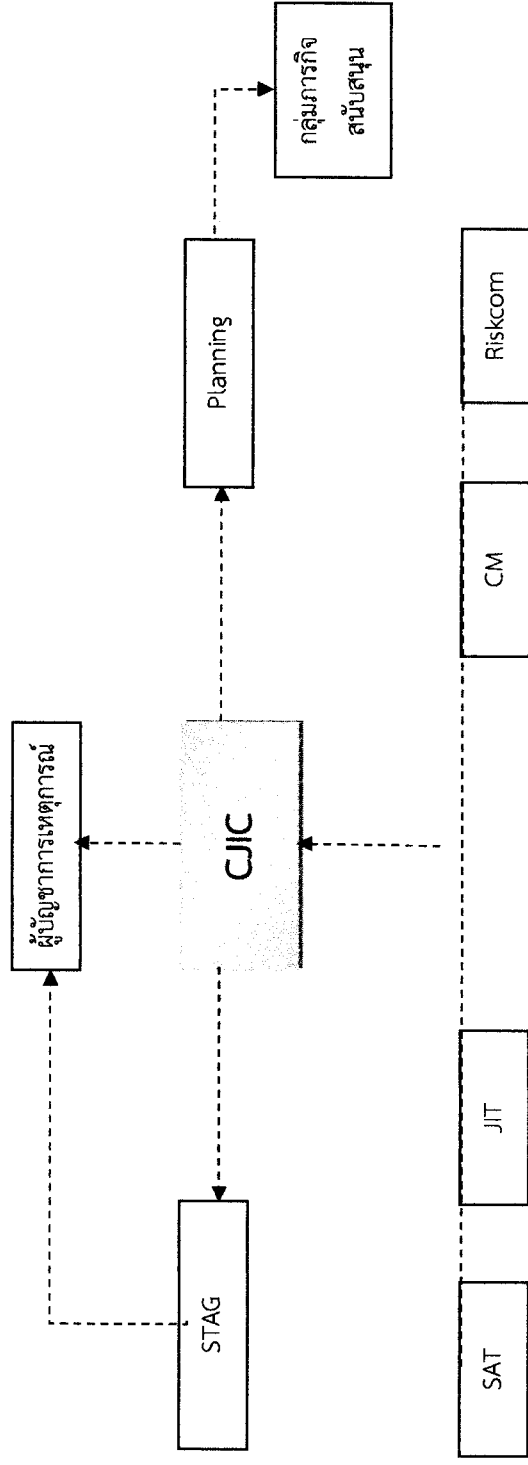 ผู้บัญชาการเหตุการณ์
STAG
CJIC
Planning
กลุ่มภารกิจ
สนับสนุน
SAT
JIT
CM
Riskcom